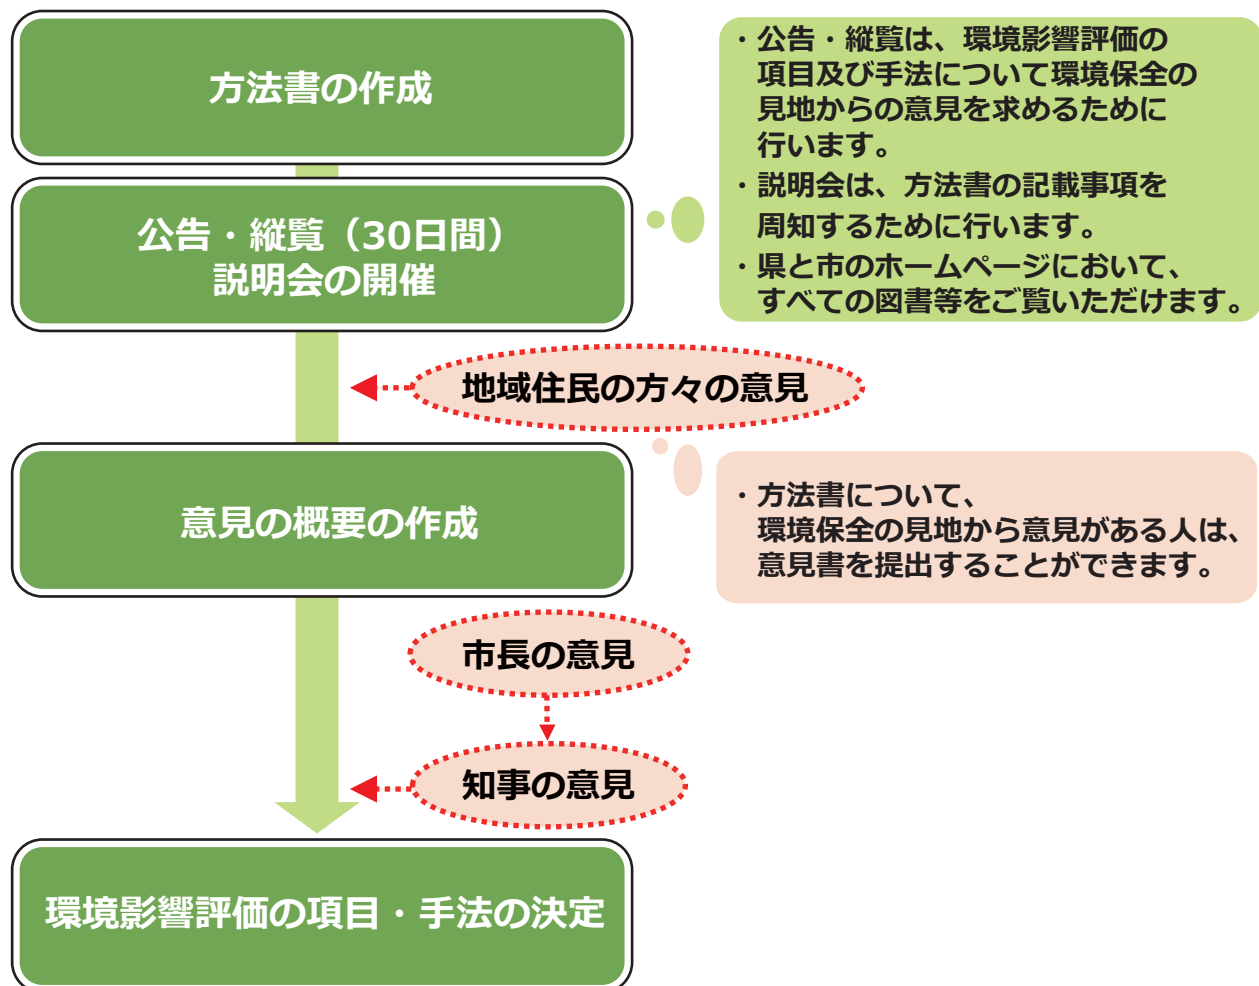 方法書の作成
公告・縦覧（30日間）
説明会の開催
・公告・縦覧は、環境影響評価の
項目及び手法について環境保全の
見地からの意見を求めるために
行います。
・説明会は、方法書の記載事項を
周知するために行います。
・県と市のホームページにおいて、
すべての図書等をご覧いただけます。
地域住民の方々の意見
意見の概要の作成
・方法書について、
環境保全の見地から意見がある人は、
意見書を提出することができます。
市長の意見
知事の意見
環境影響評価の項目・手法の決定